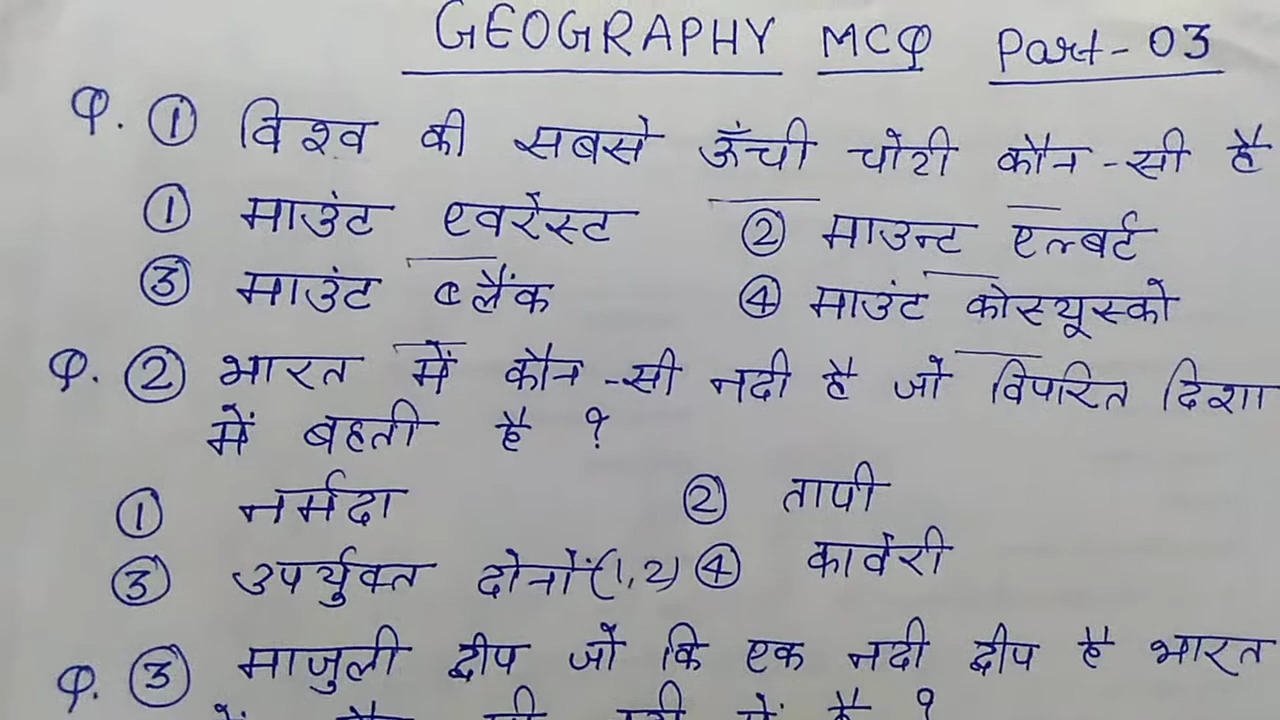 GEOGRAPHY MCQ Part-03
Q. ① विश्व की सबसे ऊँची चोटी कौन-सी है
① माउंट एवरेस्ट ② माउन्ट एल्बर्ट
③ माउंट ब्लैंक ④ माउंट कोस्यूस्को
Q. ② भारत में कौन-सी नदी है जो विपरित दिशा
में बहती है ?
① नर्मदा ② तापी
③ उपर्युक्त दोनों (1,2) ④ कावेरी
Q. ③ माजुली द्वीप जो कि एक नदी द्वीप है भारत
में है ?